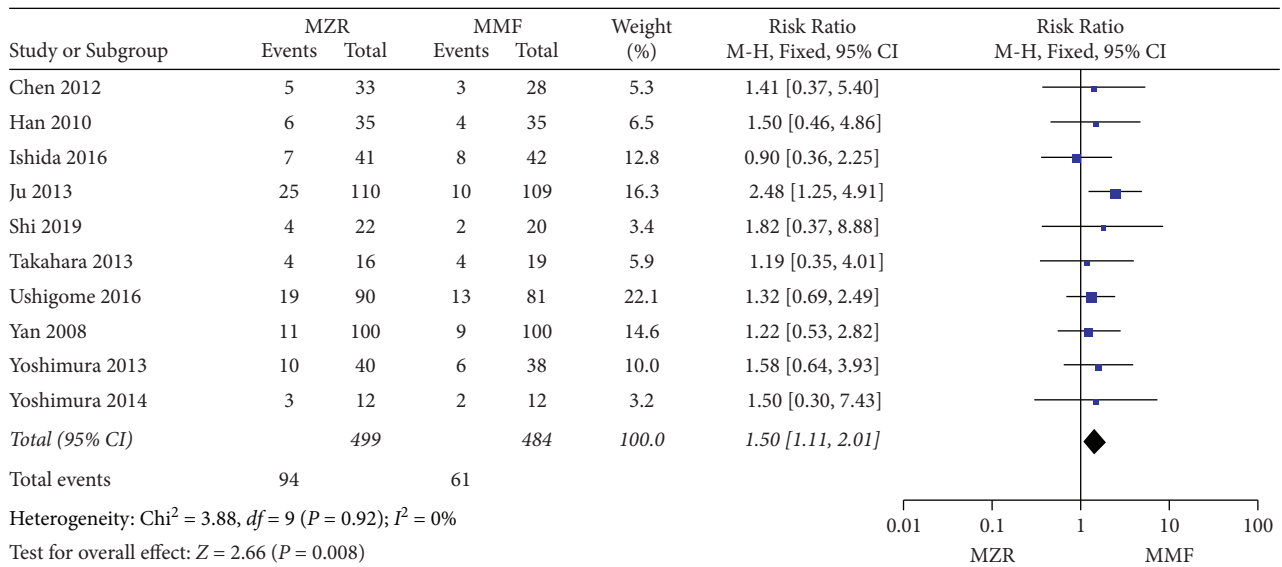 MZR MMF Weight Risk Ratio Risk Ratio
Study or Subgroup Events Total Events Total (%) M-H, Fixed, 95% CI M-H, Fixed, 95% CI
Chen 2012 5 33 3 28 5.3 1.41 [0.37, 5.40]
Han 2010 6 35 4 35 6.5 1.50 [0.46, 4.86]
Ishida 2016 7 41 8 42 12.8 0.90 [0.36, 2.25]
Ju 2013 25 110 10 109 16.3 2.48 [1.25, 4.91]
Shi 2019 4 22 2 20 3.4 1.82 [0.37, 8.88]
Takahara 2013 4 16 4 19 5.9 1.19 [0.35, 4.01]
Ushigome 2016 19 90 13 81 22.1 1.32 [0.69, 2.49]
Yan 2008 11 100 9 100 14.6 1.22 [0.53, 2.82]
Yoshimura 2013 10 40 6 38 10.0 1.58 [0.64, 3.93]
Yoshimura 2014 3 12 2 12 3.2 1.50 [0.30, 7.43]
Total (95% CI) 499 484 100.0 1.50 [1.11, 2.01]
Total events 94 61
Heterogeneity: Chi² = 3.88, df = 9 (P = 0.92); I² = 0%
Test for overall effect: Z = 2.66 (P = 0.008)
0.01 0.1 1 10 100
MZR MMF